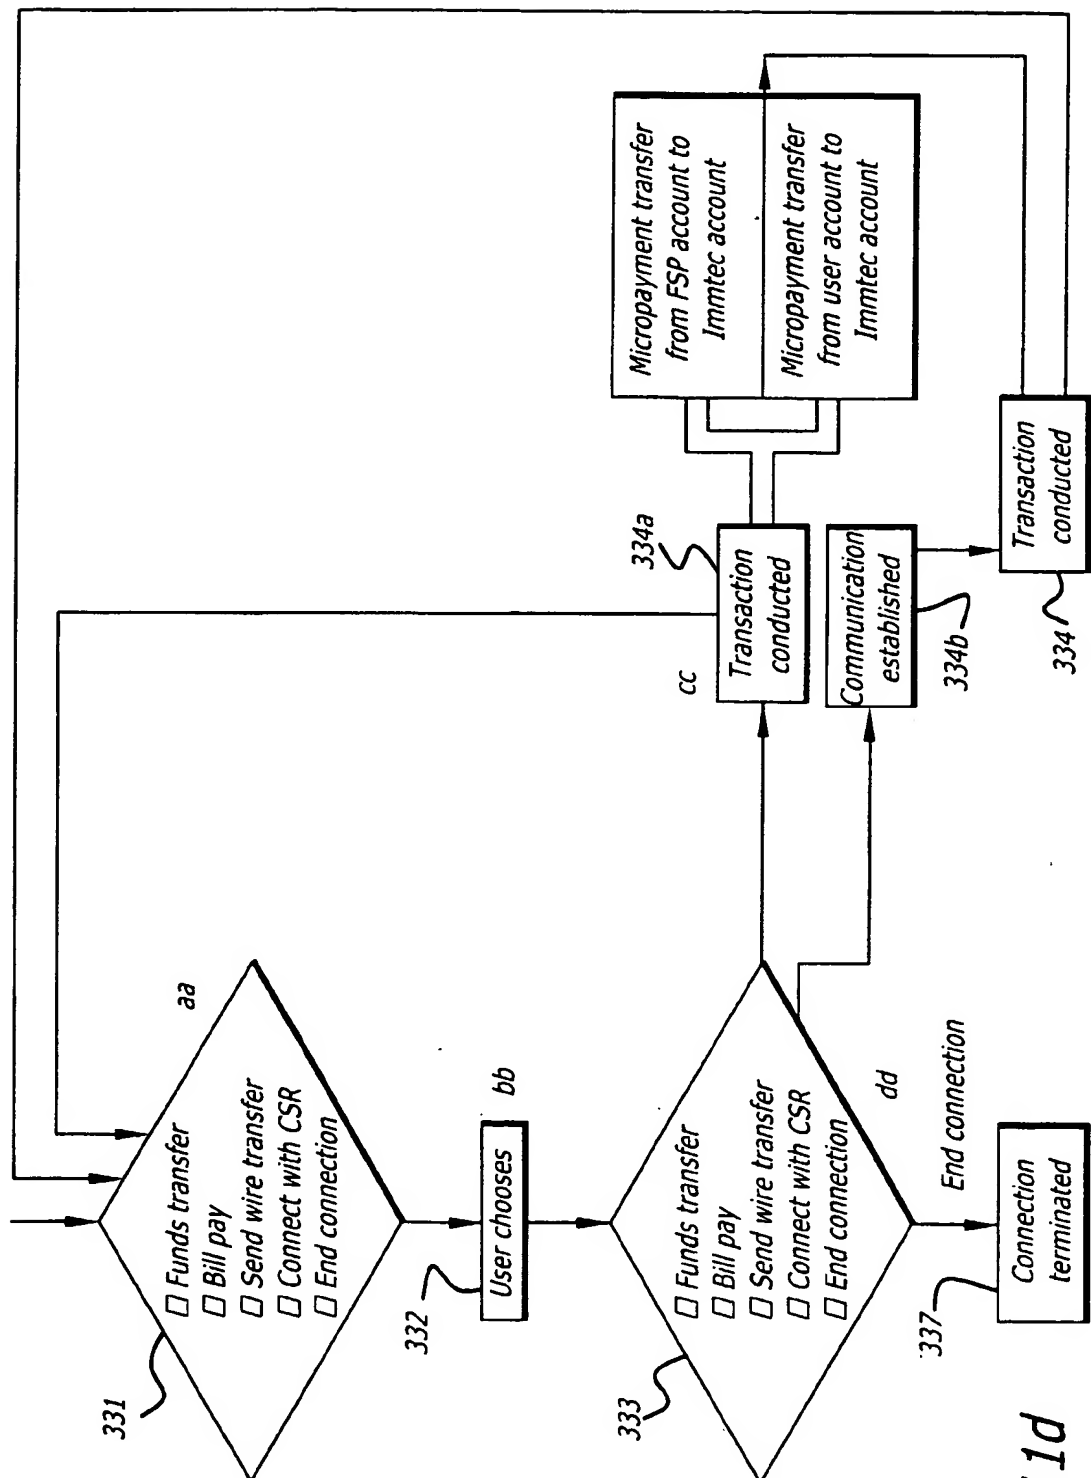 331
aa
☐ Funds transfer
☐ Bill pay
☐ Send wire transfer
☐ Connect with CSR
☐ End connection
332
User chooses
bb
333
☐ Funds transfer
☐ Bill pay
☐ Send wire transfer
☐ Connect with CSR
☐ End connection
dd
End connection
337
Connection
terminated
cc
334a
Transaction
conducted
Communication
established
334b
Micropayment transfer
from FSP account to
Immtec account
Micropayment transfer
from user account to
Immtec account
Transaction
conducted
334
1d